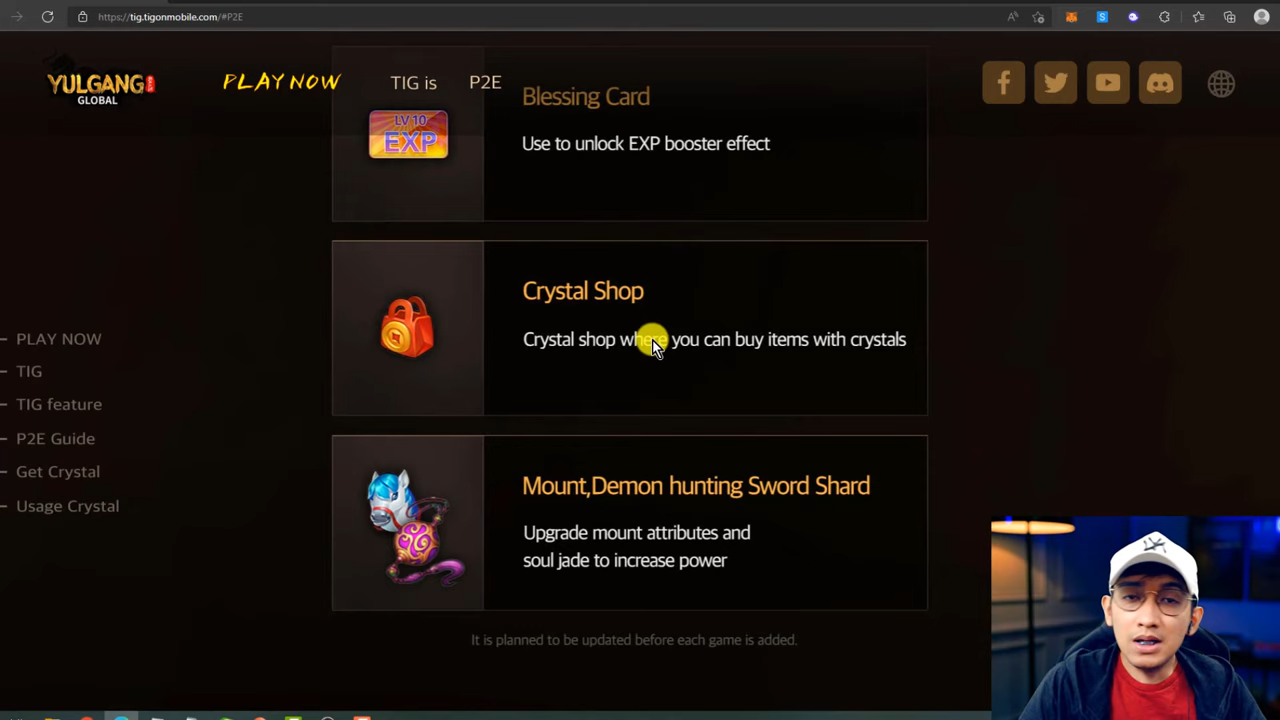 https://tig.tigonmobile.com/#P2E
YULGANG
GLOBAL
PLAY NOW
TIG is
P2E
LV 10
EXP
Blessing Card
Use to unlock EXP booster effect
Crystal Shop
Crystal shop where you can buy items with crystals
Mount,Demon hunting Sword Shard
Upgrade mount attributes and
soul jade to increase power
It is planned to be updated before each game is added.
PLAY NOW
TIG
TIG feature
P2E Guide
Get Crystal
Usage Crystal